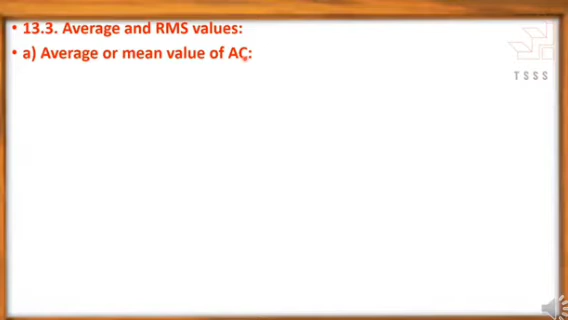 • 13.3. Average and RMS values:
• a) Average or mean value of AC:
TSSS